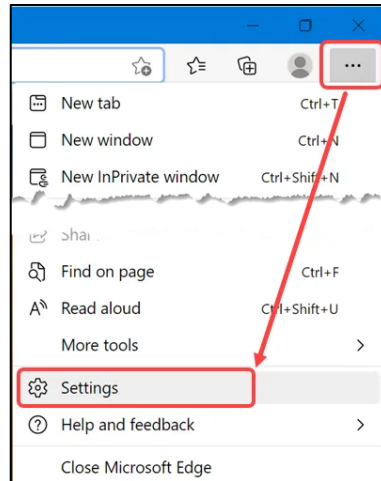 New tab Ctrl+T
New window Ctrl+N
New InPrivate window Ctrl+Shift+N
Find on page Ctrl+F
Read aloud Ctrl+Shift+U
More tools
Settings
Help and feedback
Close Microsoft Edge